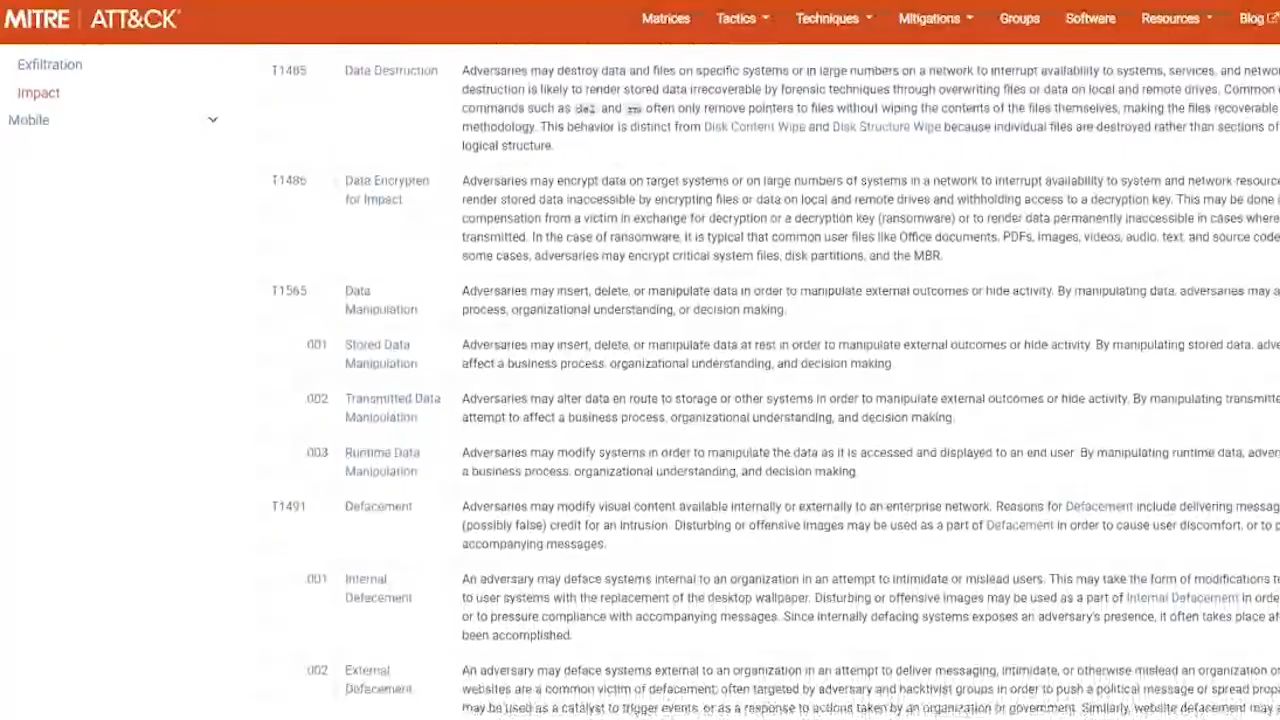 MITRE | ATT&CK®
Matrices Tactics Techniques Mitigations Groups Software Resources Blog
Exfiltration
Impact
Mobile
T1485 Data Destruction Adversaries may destroy data and files on specific systems or in large numbers on a network to interrupt availability to systems, services, and netwo
destruction is likely to render stored data irrecoverable by forensic techniques through overwriting files or data on local and remote drives. Common
commands such as del and rm often only remove pointers to files without wiping the contents of the files themselves, making the files recoverable
methodology. This behavior is distinct from Disk Content Wipe and Disk Structure Wipe because individual files are destroyed rather than sections of
logical structure.
T1486 Data Encrypted Adversaries may encrypt data on target systems or on large numbers of systems in a network to interrupt availability to system and network resource
for Impact render stored data inaccessible by encrypting files or data on local and remote drives and withholding access to a decryption key. This may be done i
compensation from a victim in exchange for decryption or a decryption key (ransomware) or to render data permanently inaccessible in cases where
transmitted. In the case of ransomware, it is typical that common user files like Office documents, PDFs, images, videos, audio, text, and source code
some cases, adversaries may encrypt critical system files, disk partitions, and the MBR.
T1565 Data Adversaries may insert, delete, or manipulate data in order to manipulate external outcomes or hide activity. By manipulating data, adversaries may a
Manipulation process, organizational understanding, or decision making.
.001 Stored Data Adversaries may insert, delete, or manipulate data at rest in order to manipulate external outcomes or hide activity. By manipulating stored data, adve
Manipulation affect a business process, organizational understanding, and decision making.
.002 Transmitted Data Adversaries may alter data en route to storage or other systems in order to manipulate external outcomes or hide activity. By manipulating transmitte
Manipulation attempt to affect a business process, organizational understanding, and decision making.
.003 Runtime Data Adversaries may modify systems in order to manipulate the data as it is accessed and displayed to an end user. By manipulating runtime data, adver
Manipulation a business process, organizational understanding, and decision making.
T1491 Defacement Adversaries may modify visual content available internally or externally to an enterprise network. Reasons for Defacement include delivering messag
(possibly false) credit for an intrusion. Disturbing or offensive images may be used as a part of Defacement in order to cause user discomfort, or to p
accompanying messages.
.001 Internal An adversary may deface systems internal to an organization in an attempt to intimidate or mislead users. This may take the form of modifications t
Defacement to user systems with the replacement of the desktop wallpaper. Disturbing or offensive images may be used as a part of Internal Defacement in orde
or to pressure compliance with accompanying messages. Since internally defacing systems exposes an adversary's presence, it often takes place a
been accomplished.
.002 External An adversary may deface systems external to an organization in an attempt to deliver messaging, intimidate, or otherwise mislead an organization o
Defacement websites are a common victim of defacement; often targeted by adversary and hacktivist groups in order to push a political message or spread prop
may be used as a catalyst to trigger events, or as a response to actions taken by an organization or government. Similarly, website defacement may a